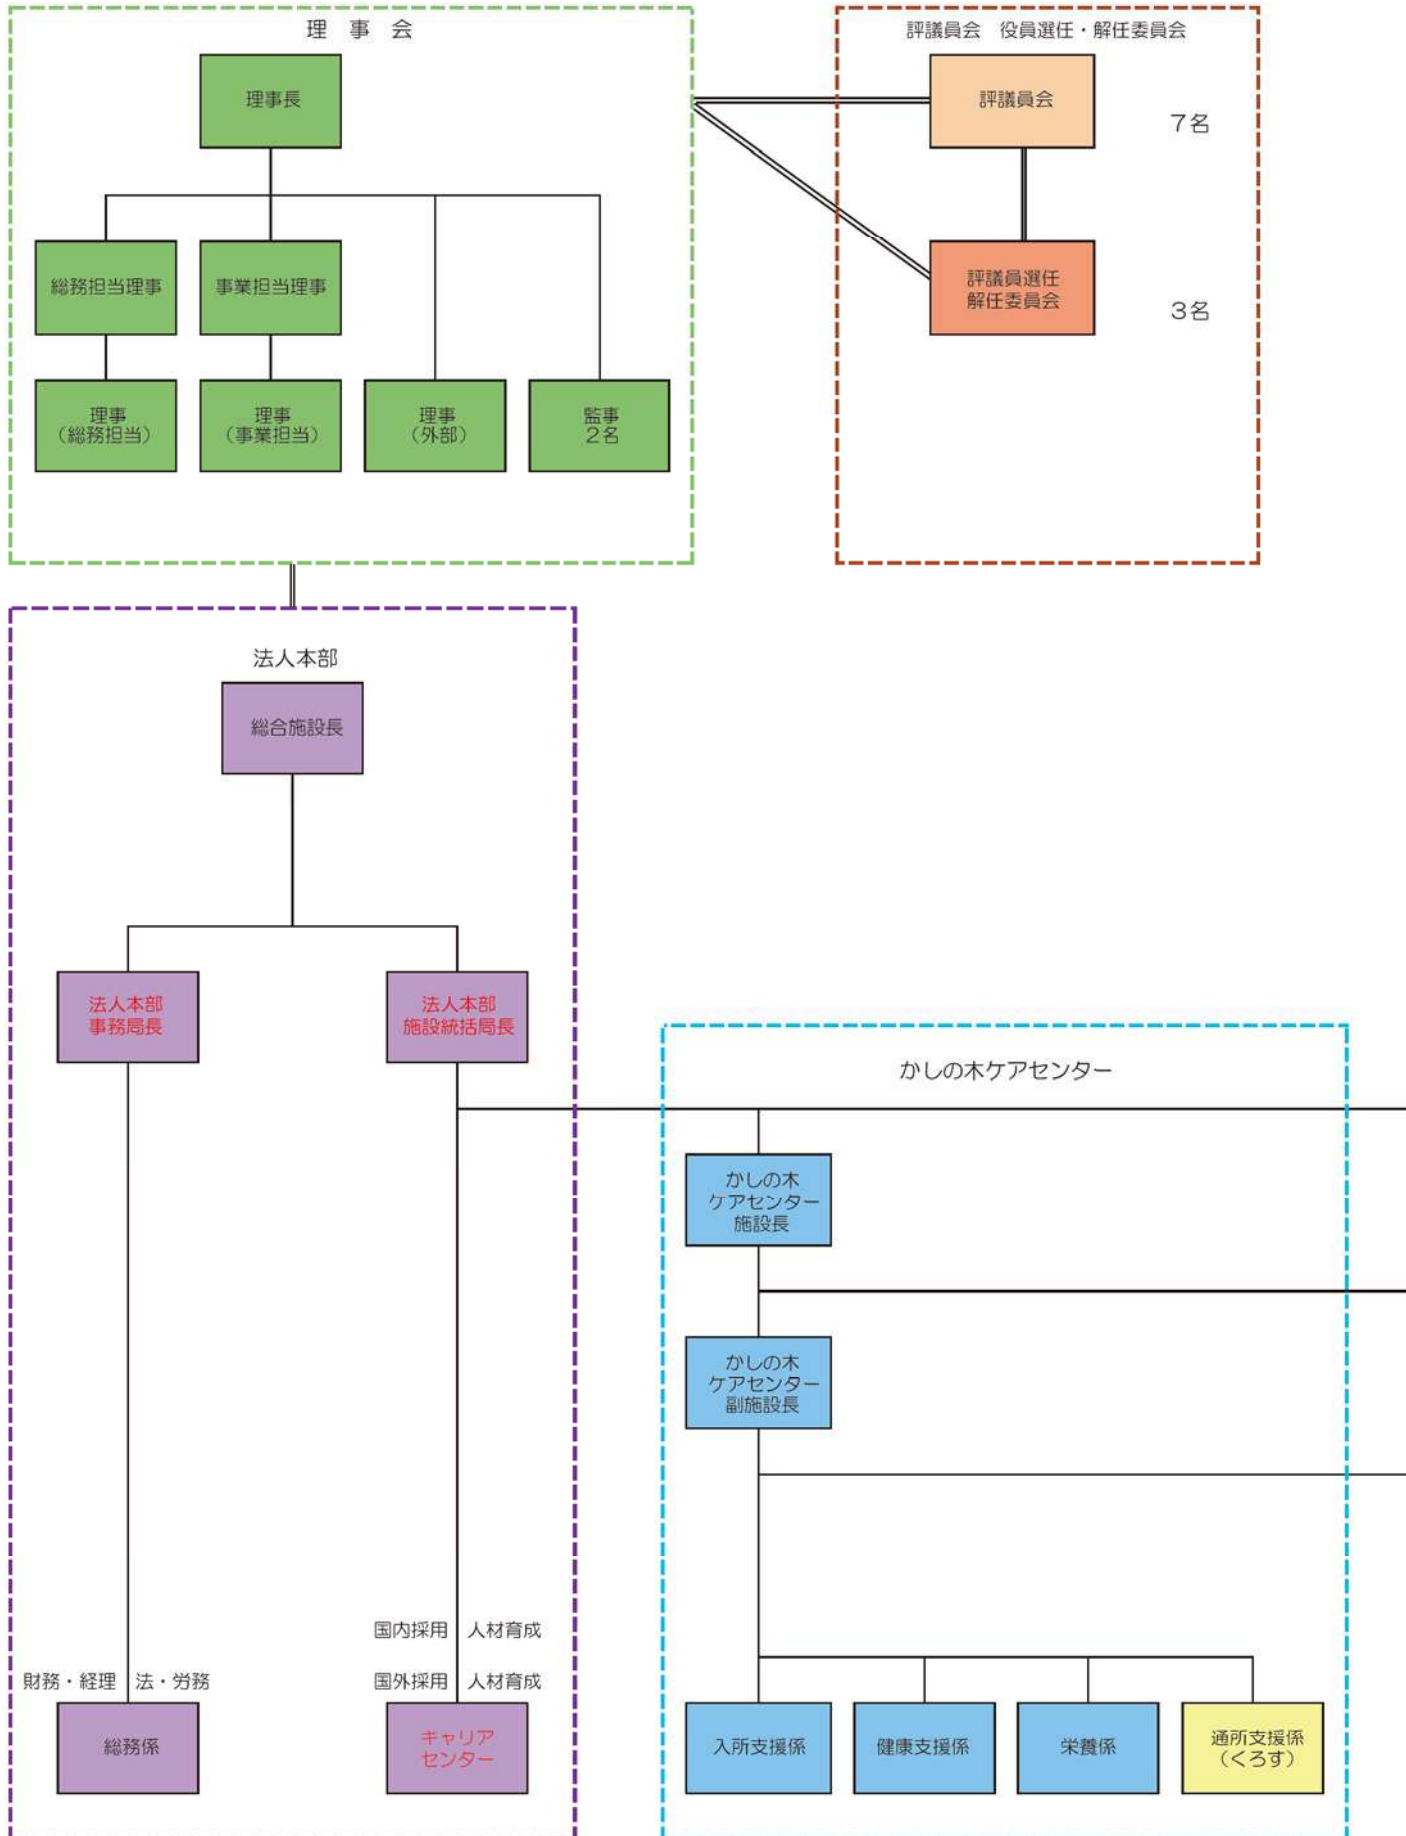 理 事 会
理事長
総務担当理事
事業担当理事
理事
（総務担当）
理事
（事業担当）
理事
（外部）
監事
２名
評議員会　役員選任・解任委員会
評議員会
７名
評議員選任
解任委員会
３名
法人本部
総合施設長
法人本部
事務局長
法人本部
施設統括局長
財務・経理　法・労務
総務係
国内採用　人材育成
国外採用　人材育成
キャリア
センター
かしの木ケアセンター
かしの木
ケアセンター
施設長
かしの木
ケアセンター
副施設長
入所支援係
健康支援係
栄養係
通所支援係
（くろす）